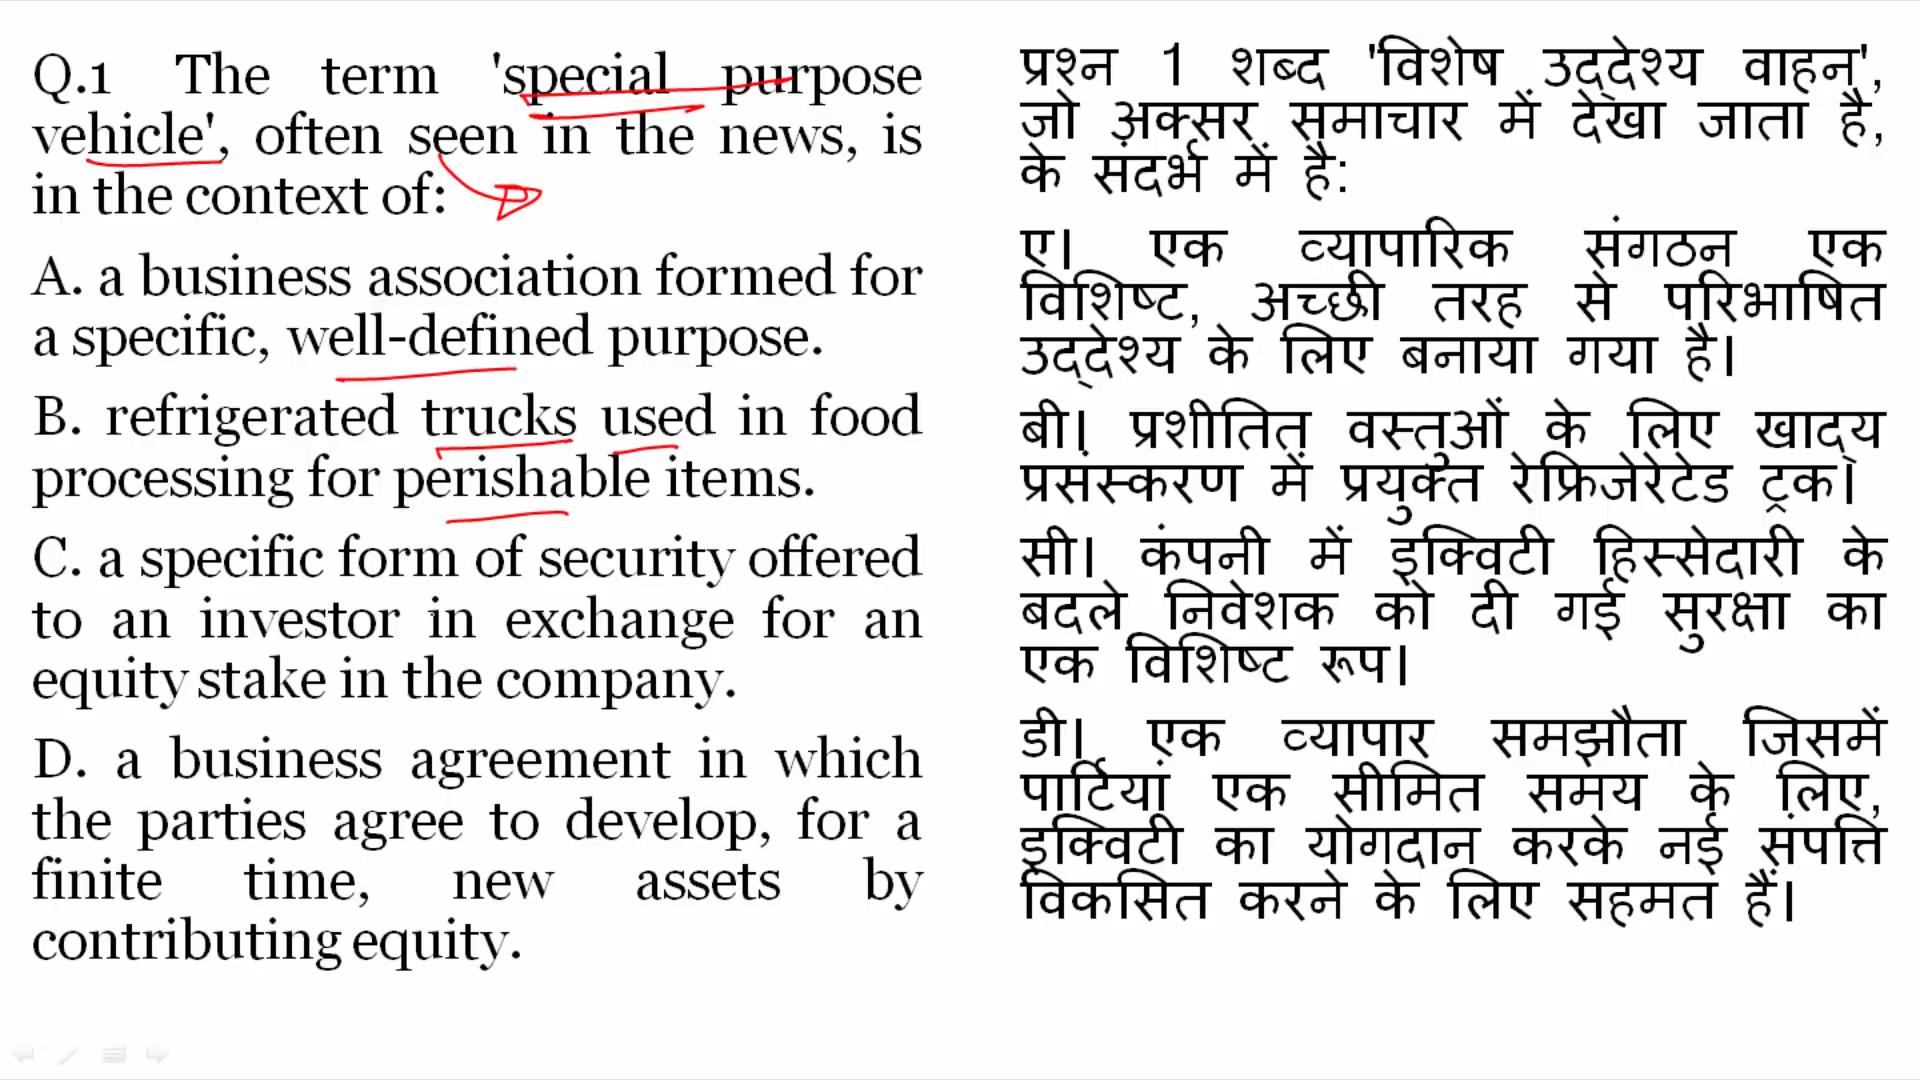 Q.1 The term 'special purpose
vehicle', often seen in the news, is
in the context of:
A. a business association formed for
a specific, well-defined purpose.
B. refrigerated trucks used in food
processing for perishable items.
C. a specific form of security offered
to an investor in exchange for an
equity stake in the company.
D. a business agreement in which
the parties agree to develop, for a
finite time, new assets by
contributing equity.
प्रश्न 1 शब्द 'विशेष उद्देश्य वाहन',
जो अक्सर समाचार में देखा जाता है,
के संदर्भ में है:
ए। एक व्यापारिक संगठन एक
विशिष्ट, अच्छी तरह से परिभाषित
उद्देश्य के लिए बनाया गया है।
बी। प्रशीतित वस्तुओं के लिए खाद्य
प्रसंस्करण में प्रयुक्त रेफ्रिजेरेटेड ट्रक।
सी। कंपनी में इक्विटी हिस्सेदारी के
बदले निवेशक को दी गई सुरक्षा का
एक विशिष्ट रूप।
डी। एक व्यापार समझौता जिसमें
पार्टियां एक सीमित समय के लिए,
इक्विटी का योगदान करके नई संपत्ति
विकसित करने के लिए सहमत हैं।